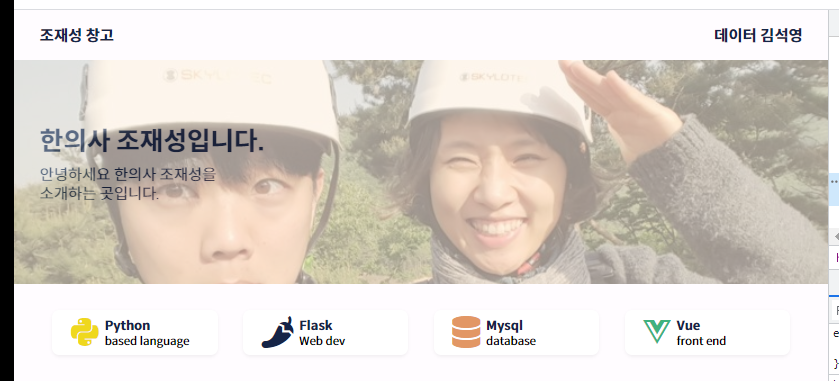 조재성 창고
데이터 김석영
SKYLOTEC
한의사 조재성입니다.
안녕하세요 한의사 조재성을
소개하는 곳입니다.
Python
based language
Flask
Web dev
Mysql
database
Vue
front end